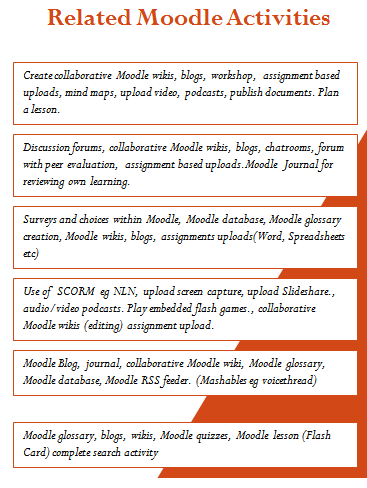 Related Moodle Activities
Create collaborative Moodle wikis, blogs, workshop, assignment based
uploads, mind maps, upload video, podcasts, publish documents. Plan
a lesson.
Discussion forums, collaborative Moodle wikis, blogs, chatrooms, forum
with peer evaluation, assignment based uploads.Moodle Journal for
reviewing own learning.
Surveys and choices within Moodle, Moodle database, Moodle glossary
creation, Moodle wikis, blogs, assignments uploads(Word, Spreadsheets
etc)
Use of SCORM eg NLN, upload screen capture, upload Slideshare.,
audio/video podcasts. Play embedded flash games., collaborative
Moodle wikis (editing) assignment upload.
Moodle Blog, journal, collaborative Moodle wiki, Moodle glossary,
Moodle database, Moodle RSS feeder. (Mashables eg voicethread)
Moodle glossary, blogs, wikis, Moodle quizzes, Moodle lesson (Flash
Card) complete search activity